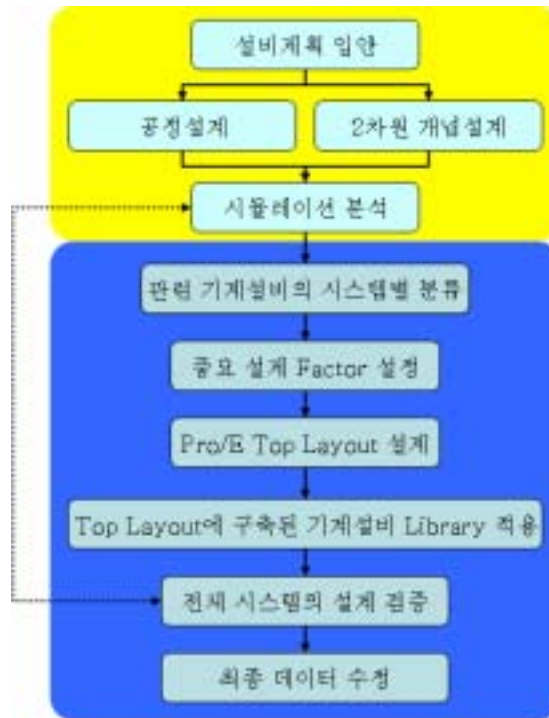 설비계획 입안
공정설계
2차원 개념설계
시뮬레이션 분석
관련 기계설비의 시스템별 분류
중요 설계 Factor 설정
Pro/E Top Layout 설계
Top Layout에 구축된 기계설비 Library 적용
전체 시스템의 설계 검증
최종 데이터 수정